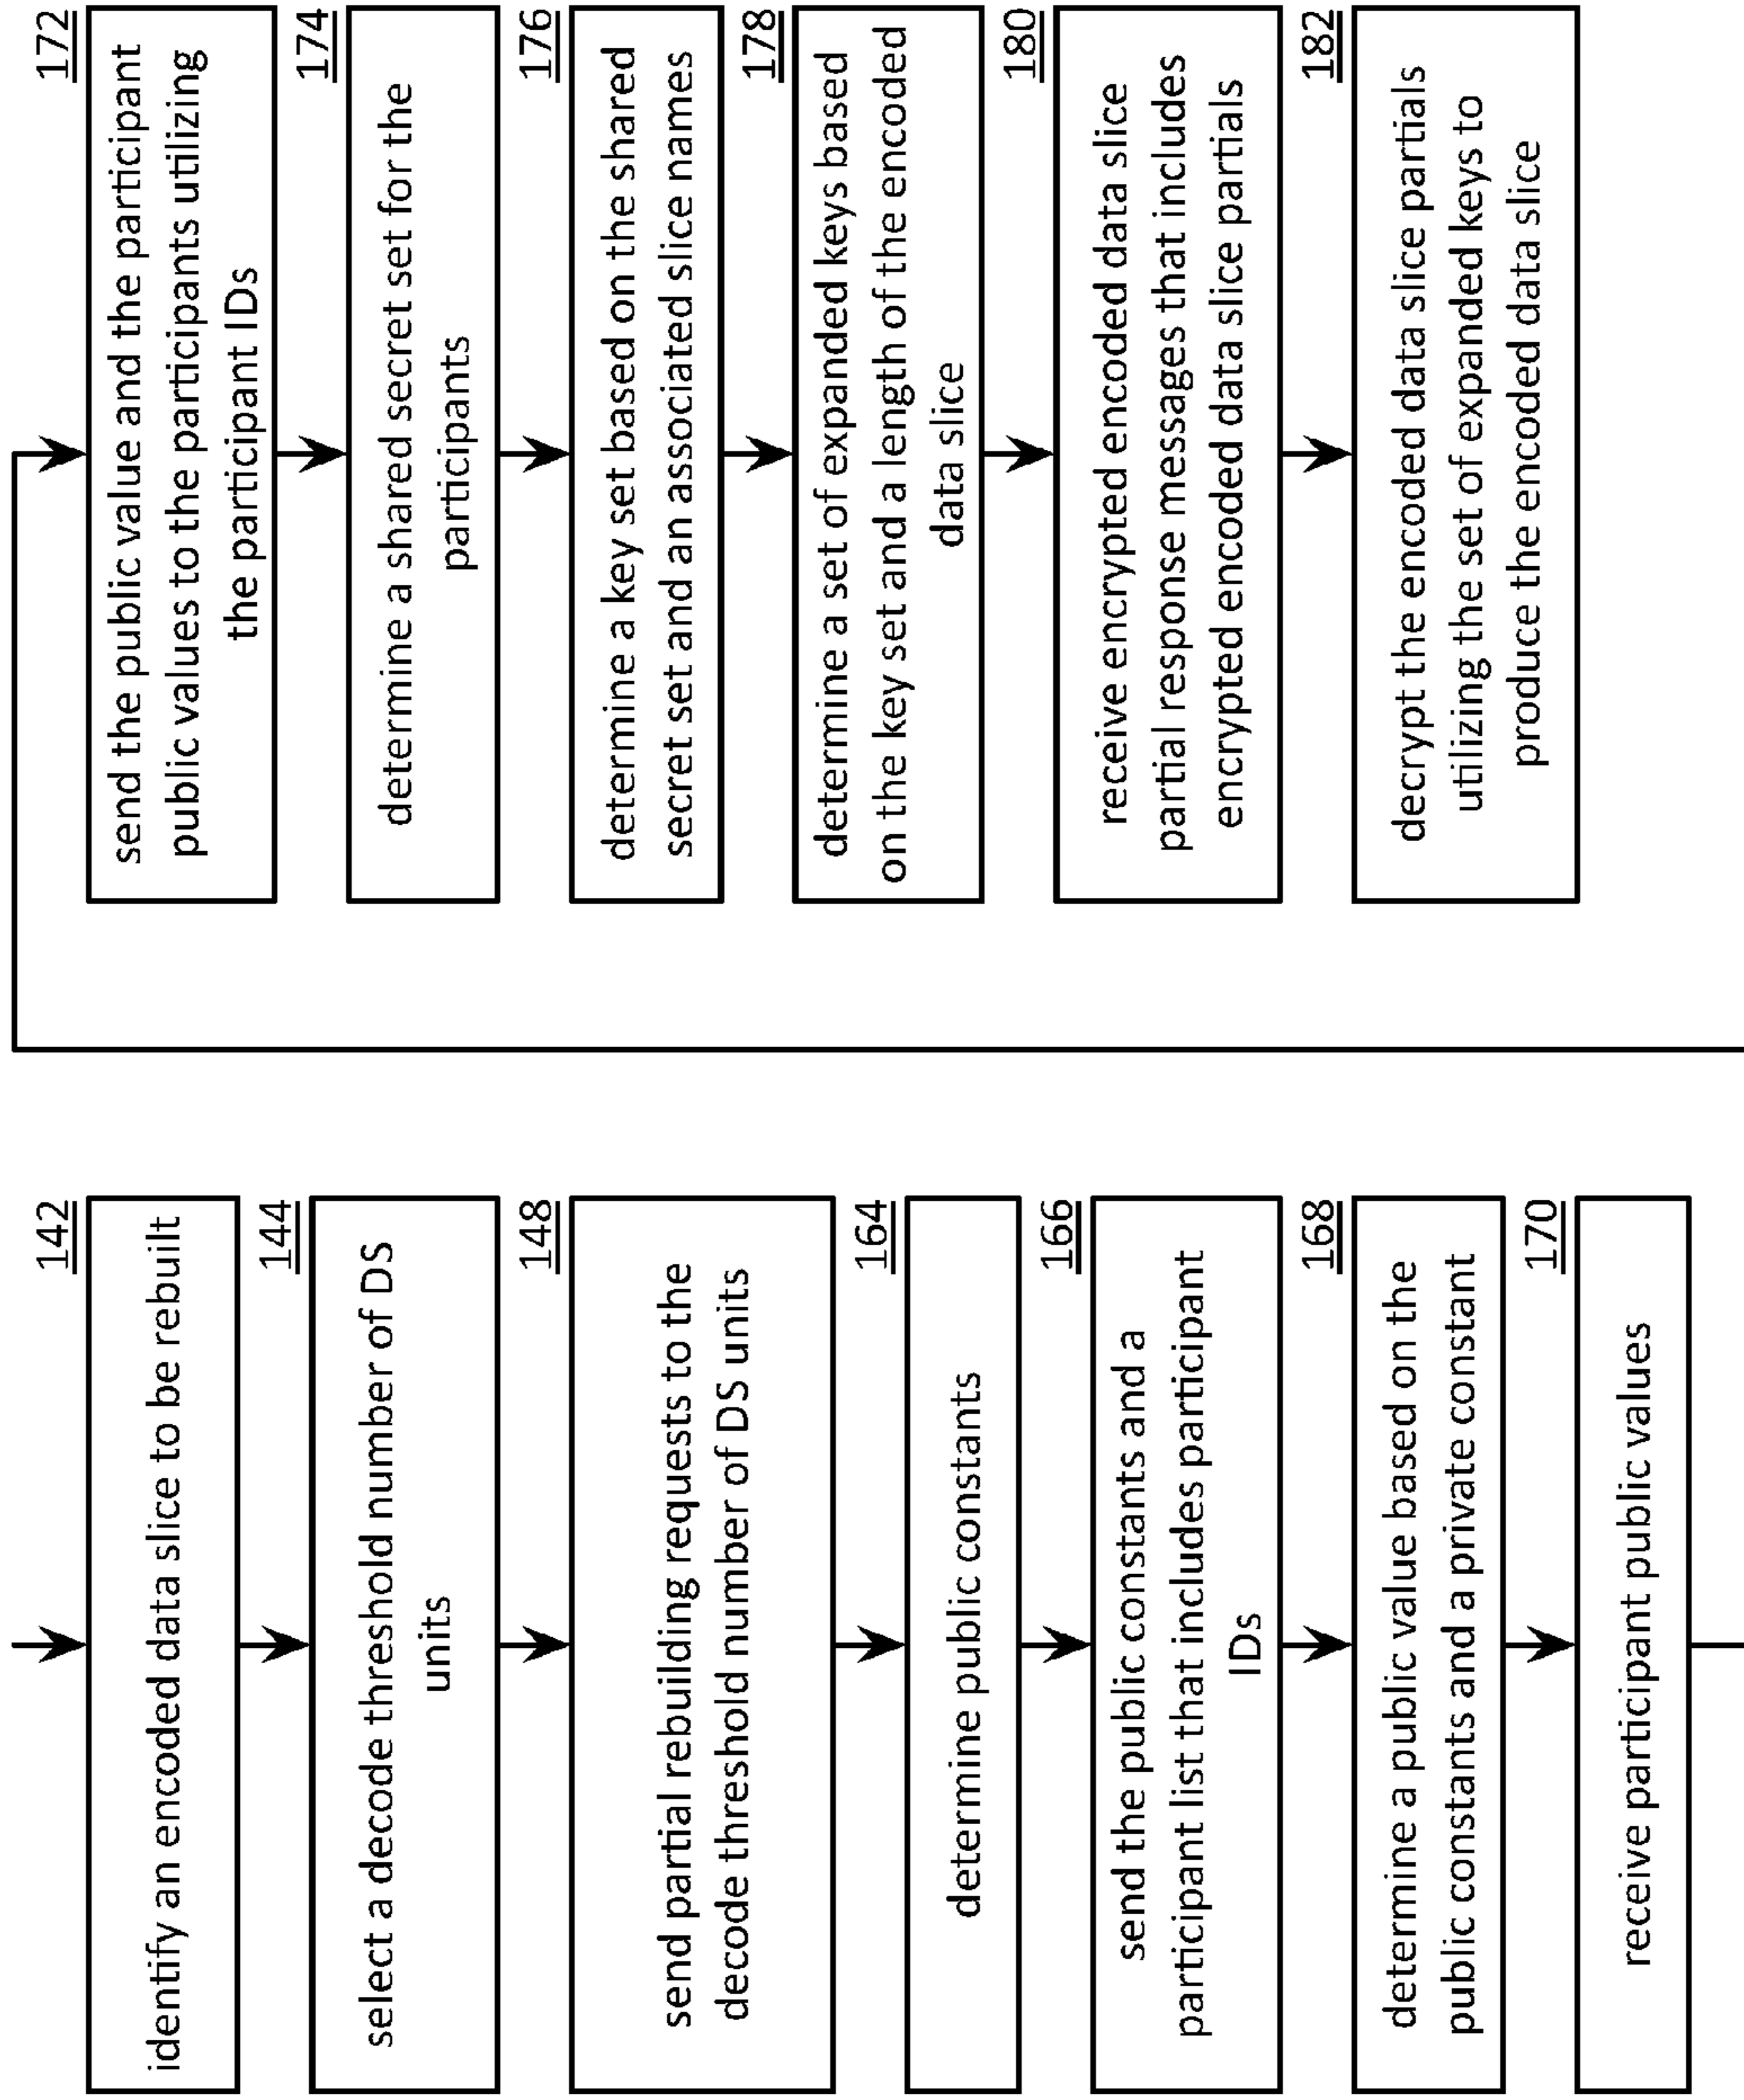 142
identify an encoded data slice to be rebuilt
144
select a decode threshold number of DS
units
148
send partial rebuilding requests to the
decode threshold number of DS units
164
determine public constants
166
send the public constants and a
participant list that includes participant
IDs
168
determine a public value based on the
public constants and a private constant
170
receive participant public values
172
send the public value and the participant
public values to the participants utilizing
the participant IDs
174
determine a shared secret set for the
participants
176
determine a key set based on the shared
secret set and an associated slice names
178
determine a set of expanded keys based
on the key set and a length of the encoded
data slice
180
receive encrypted encoded data slice
partial response messages that includes
encrypted encoded data slice partials
182
decrypt the encoded data slice partials
utilizing the set of expanded keys to
produce the encoded data slice